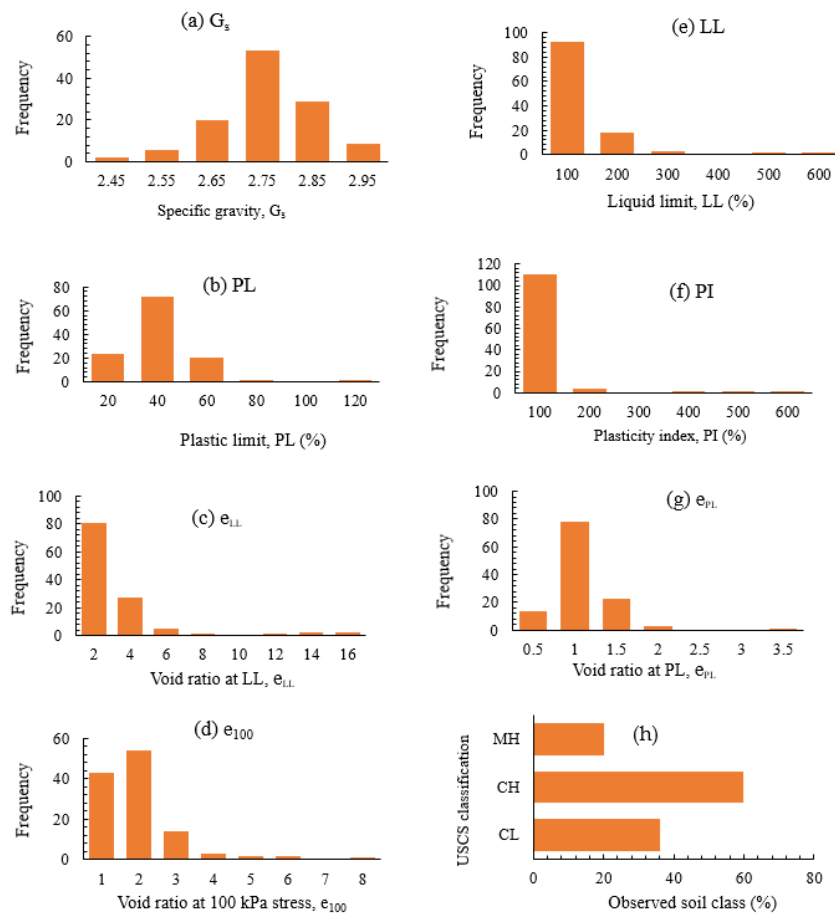 (a) Gₛ
Frequency
60
40
20
0
2.45 2.55 2.65 2.75 2.85 2.95
Specific gravity, Gₛ
(b) PL
Frequency
80
60
40
20
0
20 40 60 80 100 120
Plastic limit, PL (%)
(c) e_LL
Frequency
100
80
60
40
20
0
2 4 6 8 10 12 14 16
Void ratio at LL, e_LL
(d) e₁₀₀
Frequency
60
40
20
0
1 2 3 4 5 6 7 8
Void ratio at 100 kPa stress, e₁₀₀
(e) LL
Frequency
100
80
60
40
20
0
100 200 300 400 500 600
Liquid limit, LL (%)
(f) PI
Frequency
120
100
80
60
40
20
0
100 200 300 400 500 600
Plasticity index, PI (%)
(g) e_PL
Frequency
100
80
60
40
20
0
0.5 1 1.5 2 2.5 3 3.5
Void ratio at PL, e_PL
(h)
USCS classification
MH
CH
CL
0 20 40 60 80
Observed soil class (%)